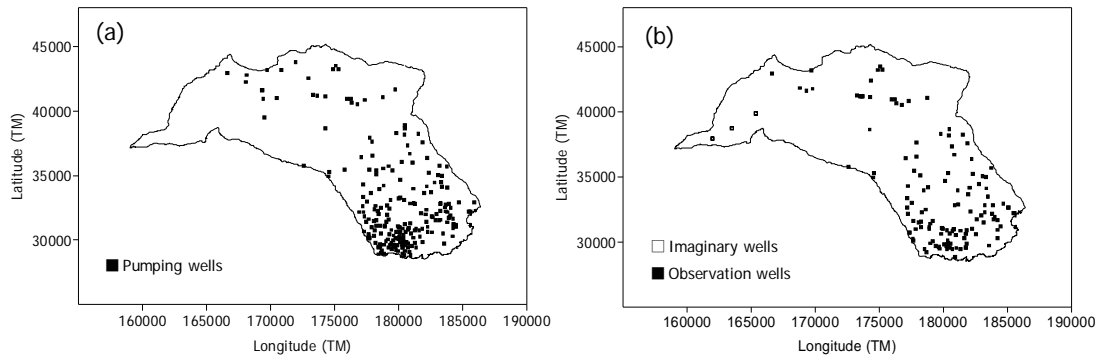 (a)
45000
40000
35000
30000
Latitude (TM)
Pumping wells
160000 165000 170000 175000 180000 185000 190000
Longitude (TM)
(b)
45000
40000
35000
30000
Latitude (TM)
Imaginary wells
Observation wells
160000 165000 170000 175000 180000 185000 190000
Longitude (TM)